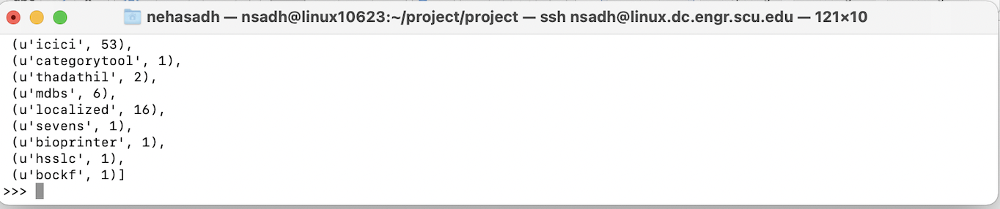 nehasadh — nsadh@linux10623:~/project/project — ssh nsadh@linux.dc.engr.scu.edu — 121×10
(u'icici', 53),
(u'categorytool', 1),
(u'thadathil', 2),
(u'mdbs', 6),
(u'localized', 16),
(u'sevens', 1),
(u'bioprinter', 1),
(u'hsslc', 1),
(u'bockf', 1)]
>>>